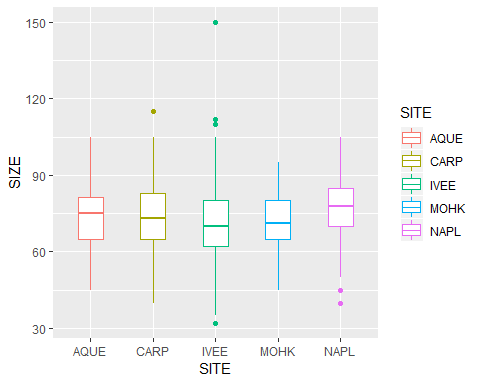 150
120
90
60
30
SIZE
AQUE CARP IVEE MOHK NAPL
SITE
SITE
AQUE
CARP
IVEE
MOHK
NAPL